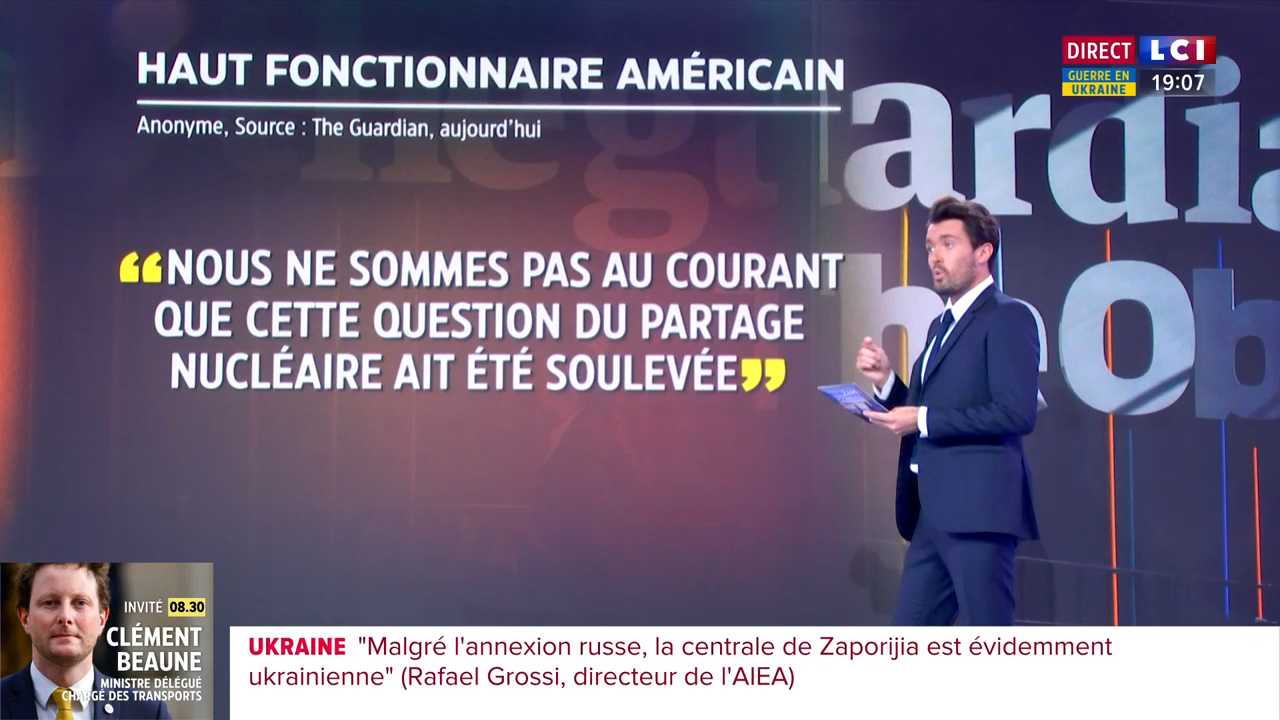 HAUT FONCTIONNAIRE AMÉRICAIN
Anonyme, Source : The Guardian, aujourd'hui
DIRECT LCI
GUERRE EN
UKRAINE
19:07
“NOUS NE SOMMES PAS AU COURANT
QUE CETTE QUESTION DU PARTAGE
NUCLÉAIRE AIT ÉTÉ SOULEVÉE”
INVITÉ 08.30
CLÉMENT
BEAUNE
MINISTRE DÉLÉGUÉ
CHARGÉ DES TRANSPORTS
UKRAINE "Malgré l'annexion russe, la centrale de Zaporijia est évidemment
ukrainienne" (Rafael Grossi, directeur de l'AIEA)